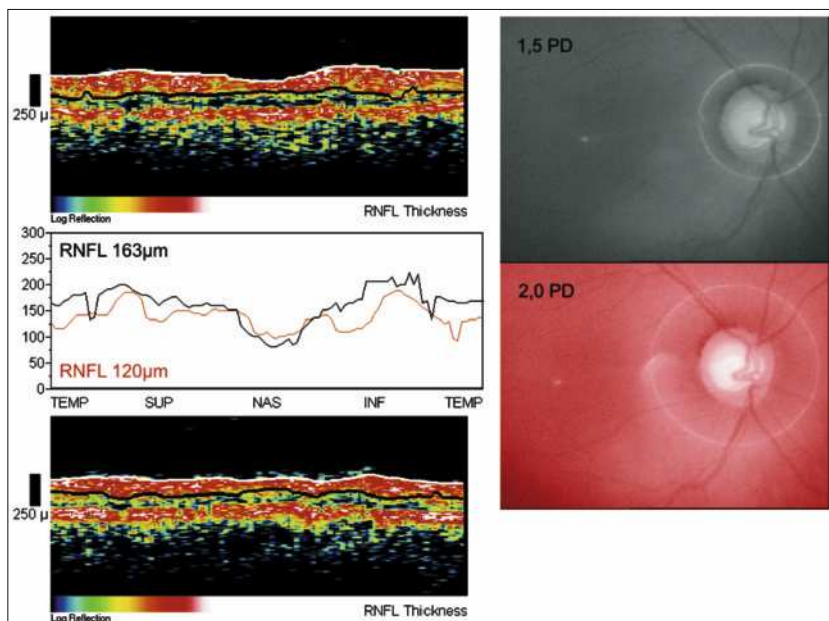 250 µ
Log Reflection
RNFL Thickness
300
250
200
150
100
50
0
RNFL 163µm
RNFL 120µm
TEMP SUP NAS INF TEMP
250 µ
Log Reflection
RNFL Thickness
1,5 PD
2,0 PD